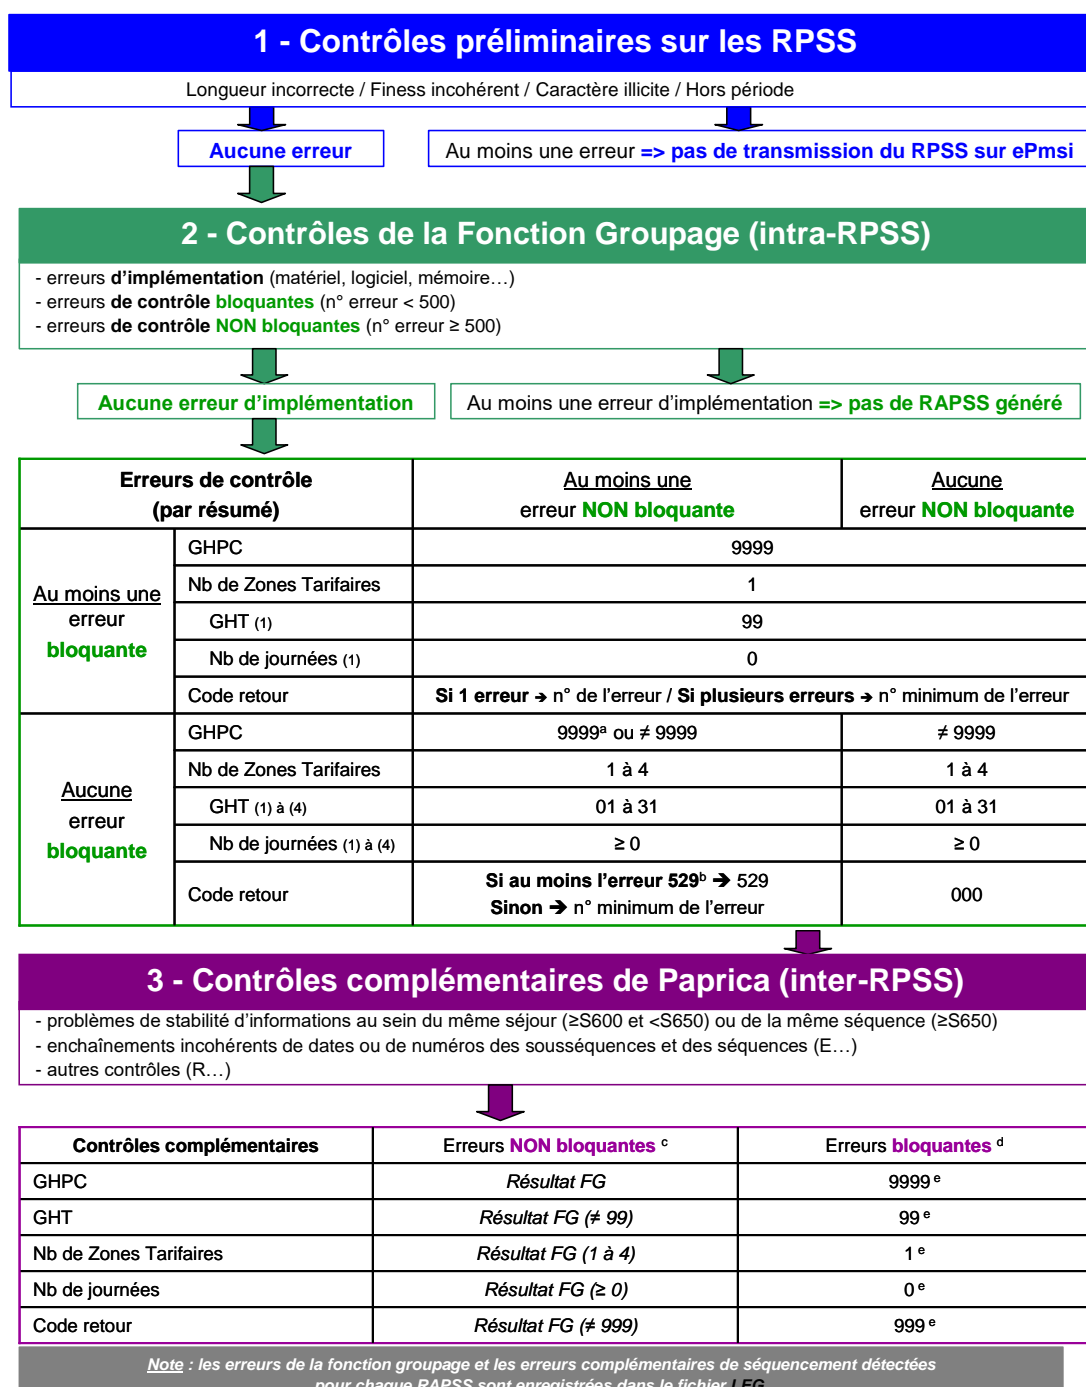 1 - Contrôles préliminaires sur les RPSS
Longueur incorrecte / Finess incohérent / Caractère illicite / Hors période
Aucune erreur
Au moins une erreur => pas de transmission du RPSS sur ePmsi
2 - Contrôles de la Fonction Groupage (intra-RPSS)
- erreurs d’implémentation (matériel, logiciel, mémoire…)
- erreurs de contrôle bloquantes (n° erreur < 500)
- erreurs de contrôle NON bloquantes (n° erreur ≥ 500)
Aucune erreur d’implémentation
Au moins une erreur d’implémentation => pas de RAPSS généré
Erreurs de contrôle
(par résumé)
Au moins une
erreur NON bloquante
Aucune
erreur NON bloquante
Au moins une
erreur
bloquante
GHPC
9999
Nb de Zones Tarifaires
1
GHT (1)
99
Nb de journées (1)
0
Code retour
Si 1 erreur ➔ n° de l’erreur / Si plusieurs erreurs ➔ n° minimum de l’erreur
Aucune
erreur
bloquante
GHPC
9999ᵃ ou ≠ 9999
≠ 9999
Nb de Zones Tarifaires
1 à 4
1 à 4
GHT (1) à (4)
01 à 31
01 à 31
Nb de journées (1) à (4)
≥ 0
≥ 0
Code retour
Si au moins l’erreur 529ᵇ ➔ 529
Sinon ➔ n° minimum de l’erreur
000
3 - Contrôles complémentaires de Paprica (inter-RPSS)
- problèmes de stabilité d’informations au sein du même séjour (≥S600 et <S650) ou de la même séquence (≥S650)
- enchaînements incohérents de dates ou de numéros des sousséquences et des séquences (E…)
- autres contrôles (R…)
Contrôles complémentaires
Erreurs NON bloquantes ᶜ
Erreurs bloquantes ᵈ
GHPC
Résultat FG
9999 ᵉ
GHT
Résultat FG (≠ 99)
99 ᵉ
Nb de Zones Tarifaires
Résultat FG (1 à 4)
1 ᵉ
Nb de journées
Résultat FG (≥ 0)
0 ᵉ
Code retour
Résultat FG (≠ 999)
999 ᵉ
Note : les erreurs de la fonction groupage et les erreurs complémentaires de séquencement détectées
pour chaque RAPSS sont enregistrées dans le fichier LEG